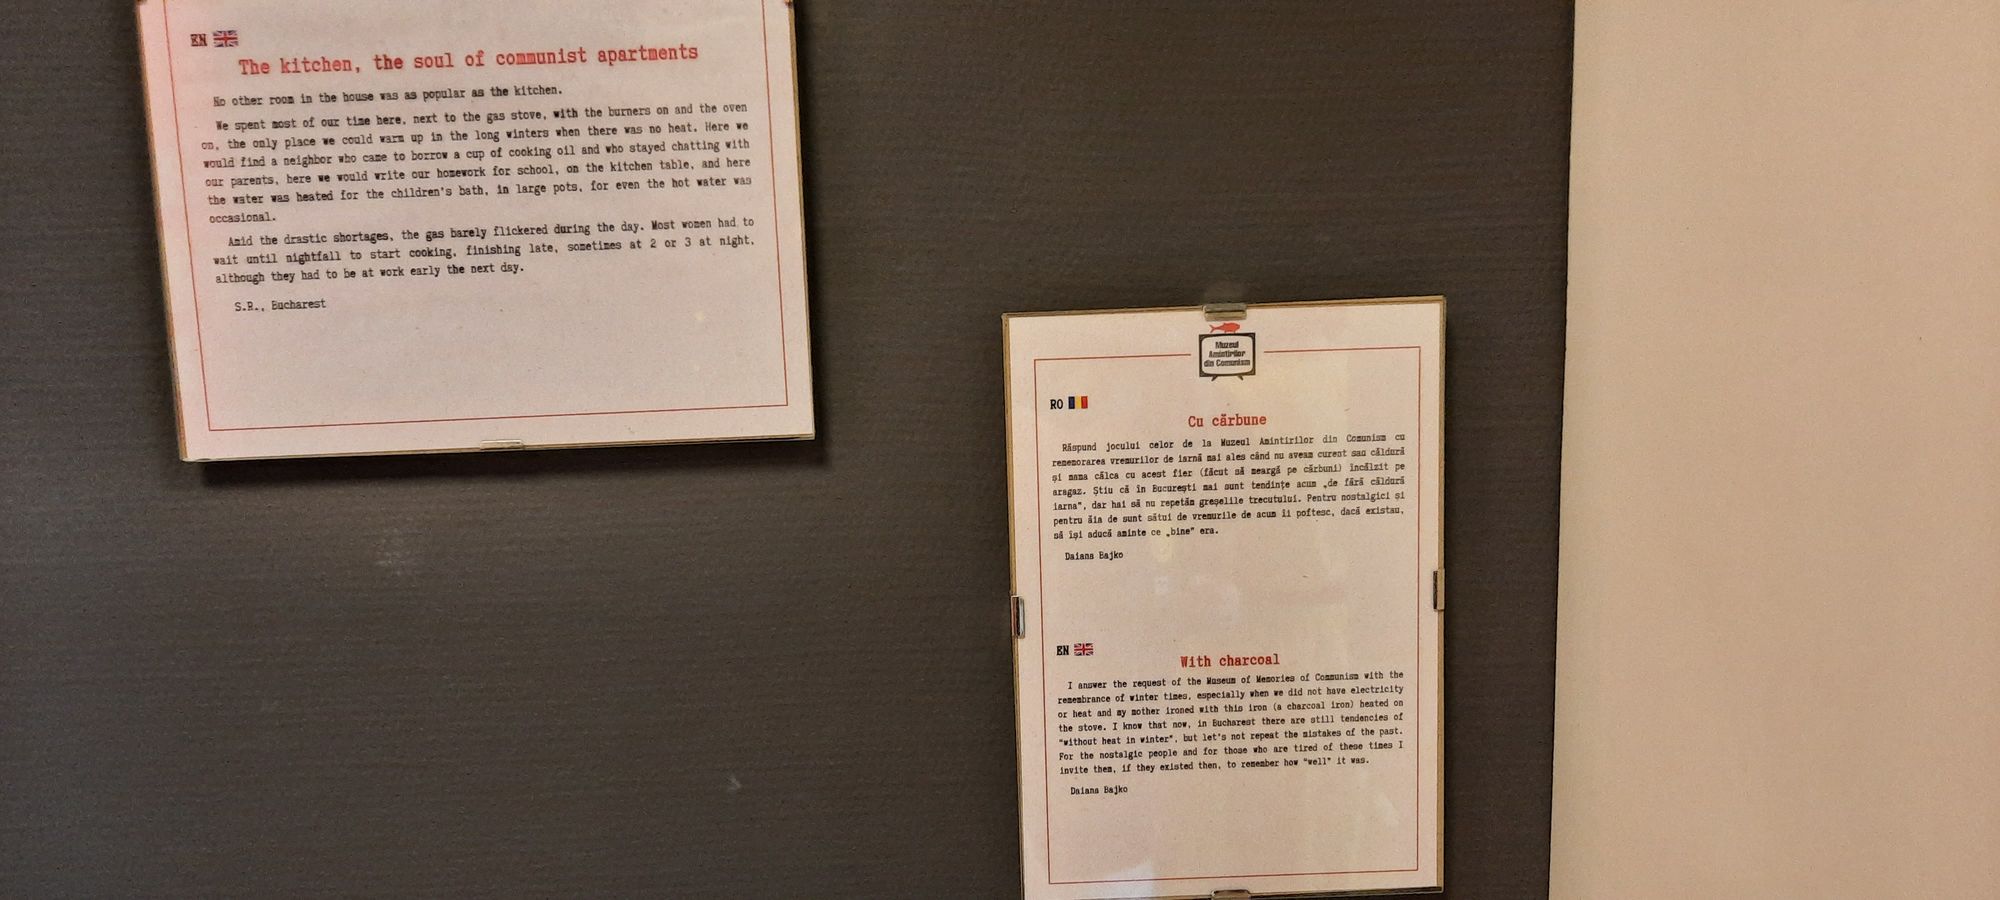 EN
The kitchen, the soul of communist apartments
No other room in the house was as popular as the kitchen.
We spent most of our time here, next to the gas stove, with the burners on and the oven
on, the only place we could warm up in the long winters when there was no heat. Here we
would find a neighbor who came to borrow a cup of cooking oil and who stayed chatting with
our parents, here we would write our homework for school, on the kitchen table, and here
the water was heated for the children's bath, in large pots, for even the hot water was
occasional.
Amid the drastic shortages, the gas barely flickered during the day. Most women had to
wait until nightfall to start cooking, finishing late, sometimes at 2 or 3 at night,
although they had to be at work early the next day.
S.R., Bucharest
Muzeul
Amintirilor
din Comunism
RO
Cu cărbune
Răspund jocului celor de la Muzeul Amintirilor din Comunism cu
rememorarea vremurilor de iarnă mai ales când nu aveam curent sau căldură
și mama călca cu acest fier (făcut să meargă pe cărbuni) încălzit pe
aragaz. Știu că în București mai sunt tendințe acum „de fără căldură
iarna", dar hai să nu repetăm greșelile trecutului. Pentru nostalgici și
pentru ăia de sunt sătui de vremurile de acum îi poftesc, dacă existau,
să își aducă aminte ce „bine" era.
Daiana Bajko
EN
With charcoal
I answer the request of the Museum of Memories of Communism with the
remembrance of winter times, especially when we did not have electricity
or heat and my mother ironed with this iron (a charcoal iron) heated on
the stove. I know that now, in Bucharest there are still tendencies of
"without heat in winter", but let's not repeat the mistakes of the past.
For the nostalgic people and for those who are tired of these times I
invite them, if they existed then, to remember how "well" it was.
Daiana Bajko